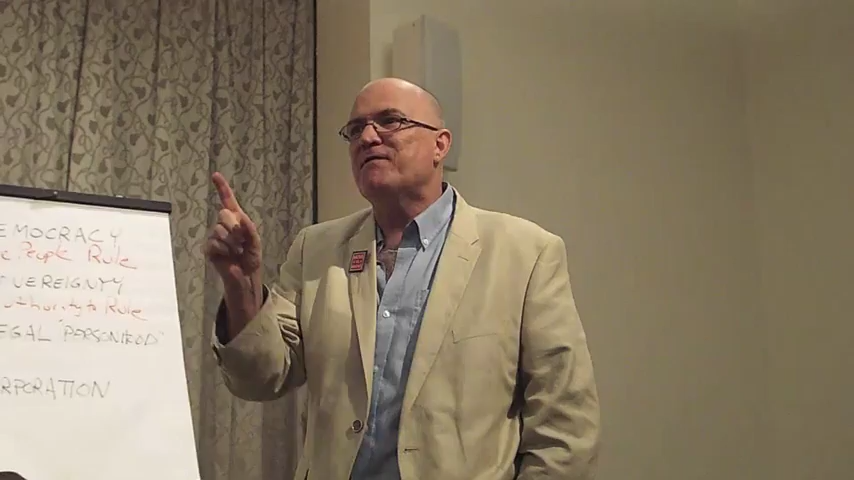 EMOCRACY
e People Rule
VEREIGNTY
uthority to Rule
EGAL "PERSONHOOD"
RPORATION